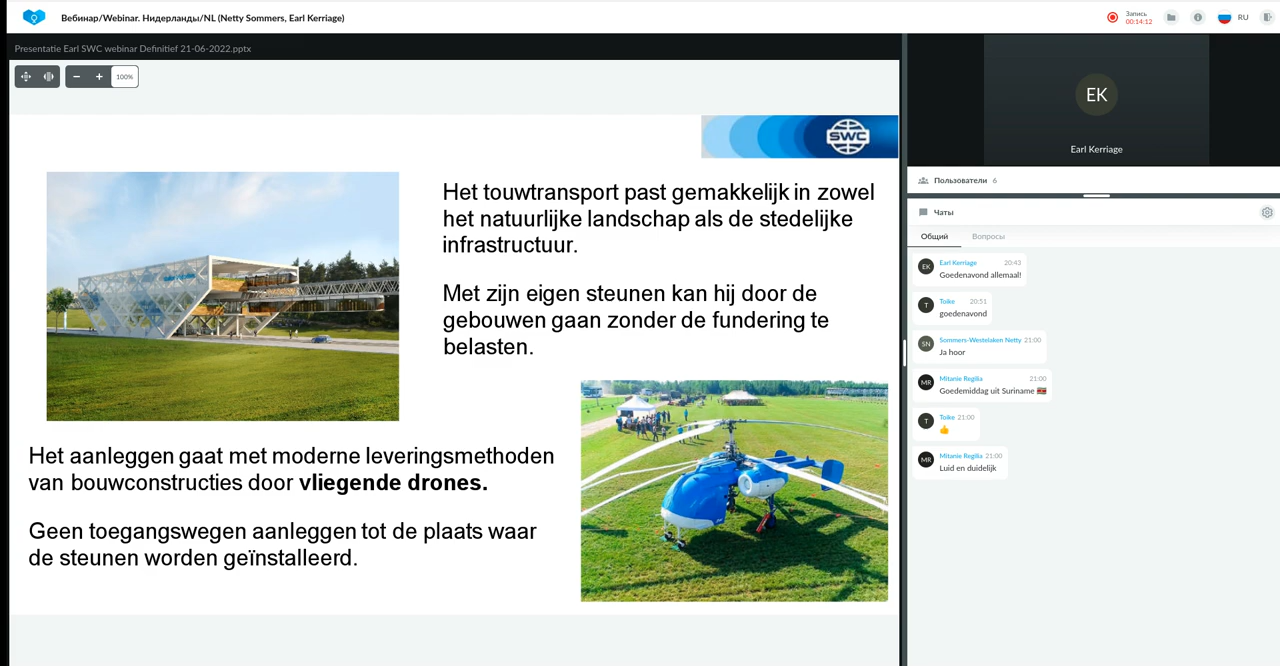 Вебинар/Webinar. Нидерланды/NL (Netty Sommers, Earl Kerriage)
Запись
00:14:12
RU
Presentatie Earl SWC webinar Definitief 21-06-2022.pptx
100%
SWC
Het touwtransport past gemakkelijk in zowel
het natuurlijke landschap als de stedelijke
infrastructuur.
Met zijn eigen steunen kan hij door de
gebouwen gaan zonder de fundering te
belasten.
Het aanleggen gaat met moderne leveringsmethoden
van bouwconstructies door vliegende drones.
Geen toegangswegen aanleggen tot de plaats waar
de steunen worden geïnstalleerd.
EK
Earl Kerriage
Пользователи 6
Чаты
Общий Вопросы
EK Earl Kerriage 20:43
Goedenavond allemaal!
T Toike 20:51
goedenavond
SN Sommers-Westelaken Netty 21:00
Ja hoor
MR Mitanie Regilia 21:00
Goedemiddag uit Suriname 🇸🇷
T Toike 21:00
👍
MR Mitanie Regilia 21:00
Luid en duidelijk